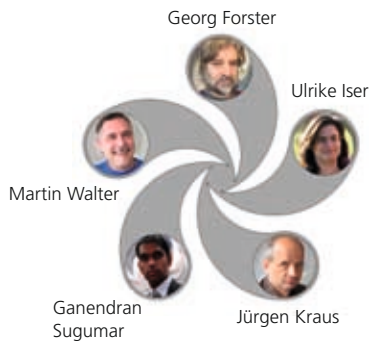 Georg Forster
Ulrike Iser
Martin Walter
Ganendran
Sugumar
Jürgen Kraus